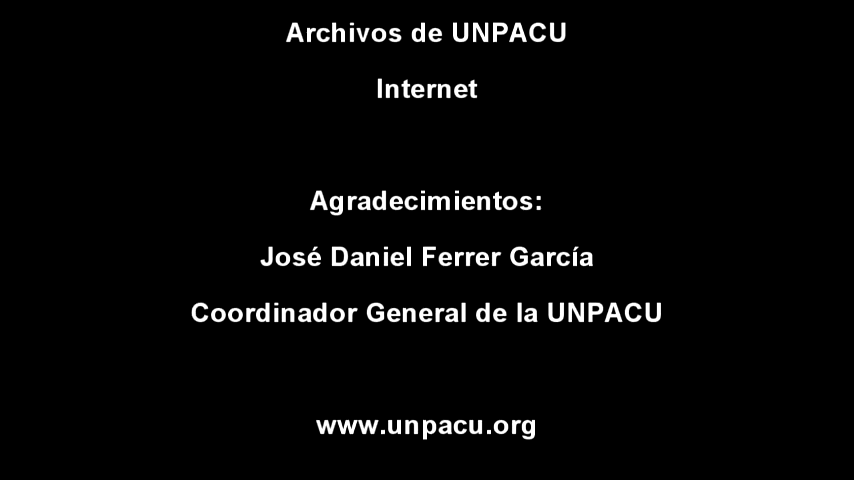 Archivos de UNPACU
Internet
Agradecimientos:
José Daniel Ferrer García
Coordinador General de la UNPACU
www.unpacu.org